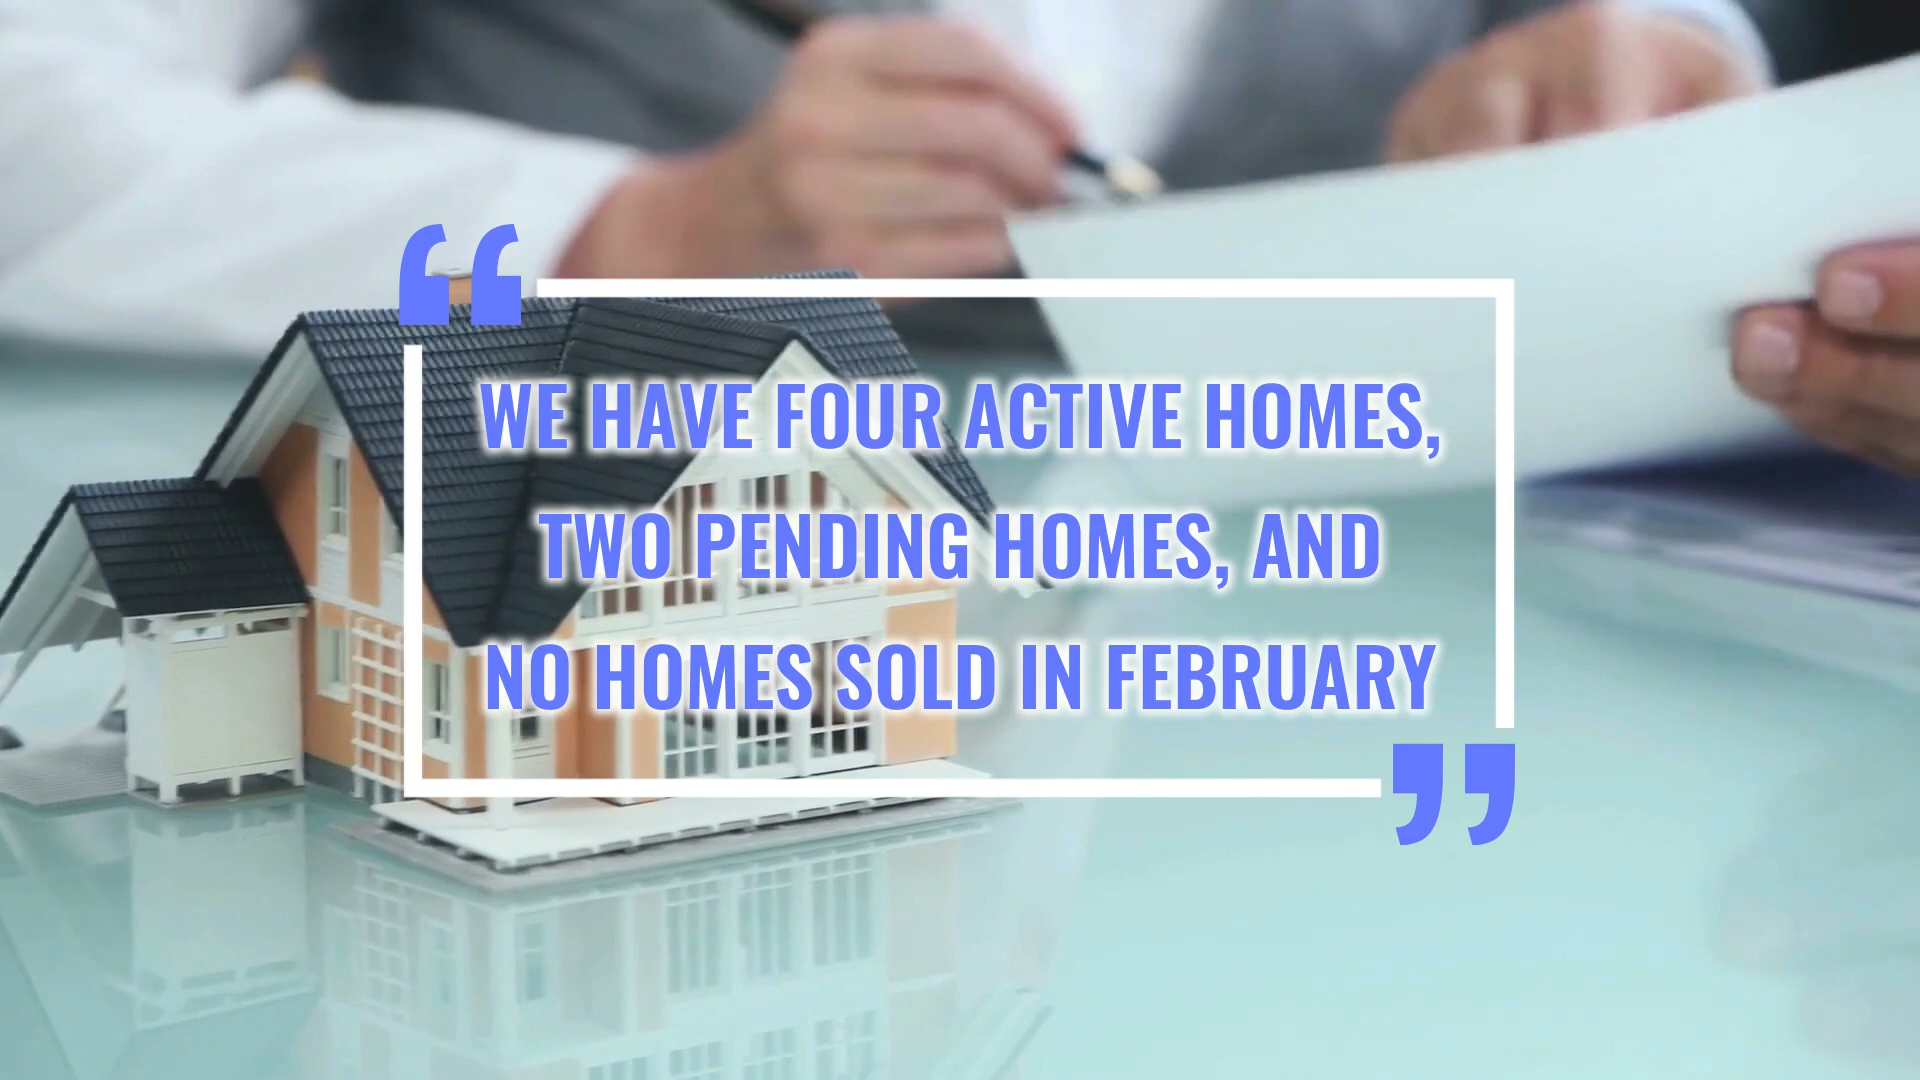 “
WE HAVE FOUR ACTIVE HOMES,
TWO PENDING HOMES, AND
NO HOMES SOLD IN FEBRUARY
”